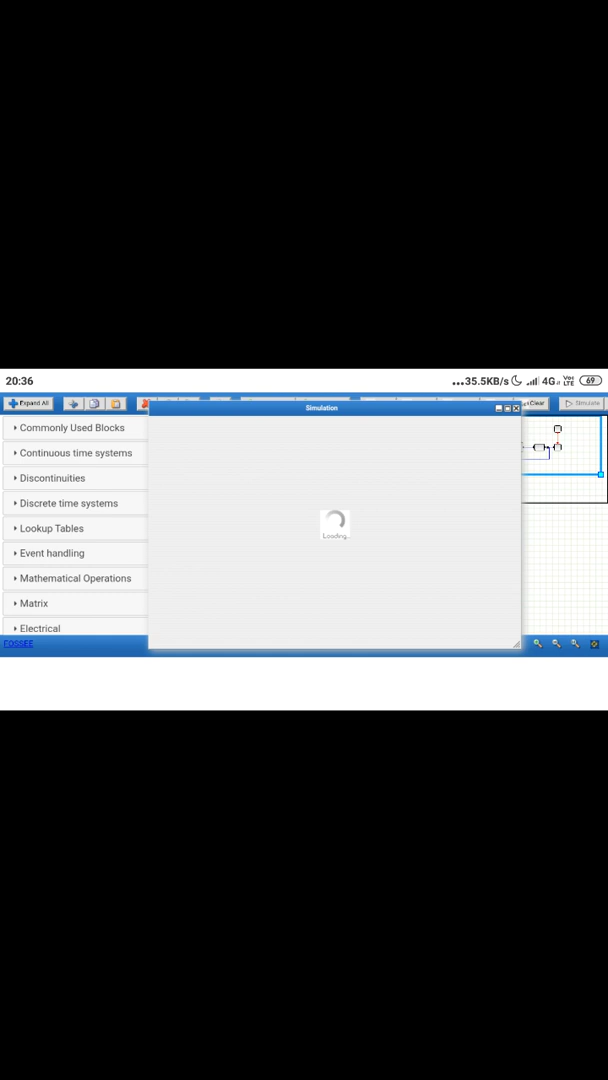 20:36
...35.5KB/s 4G VoLTE 69
Expand All
Clear
Simulate
Simulation
Commonly Used Blocks
Continuous time systems
Discontinuities
Discrete time systems
Lookup Tables
Event handling
Mathematical Operations
Matrix
Electrical
Loading..
FOSSEE